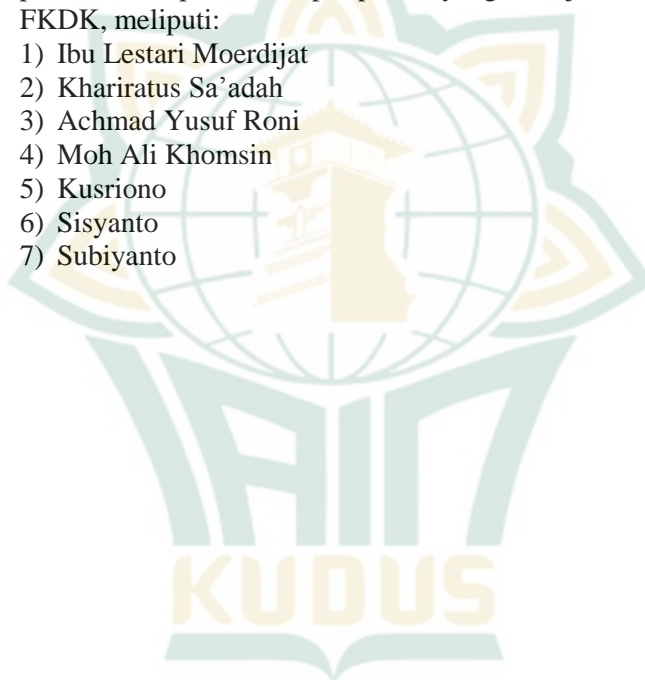 FKDK, meliputi:
1) Ibu Lestari Moerdijat
2) Khariratus Sa’adah
3) Achmad Yusuf Roni
4) Moh Ali Khomsin
5) Kusriono
6) Sisyanto
7) Subiyanto
IAIN
KUDUS